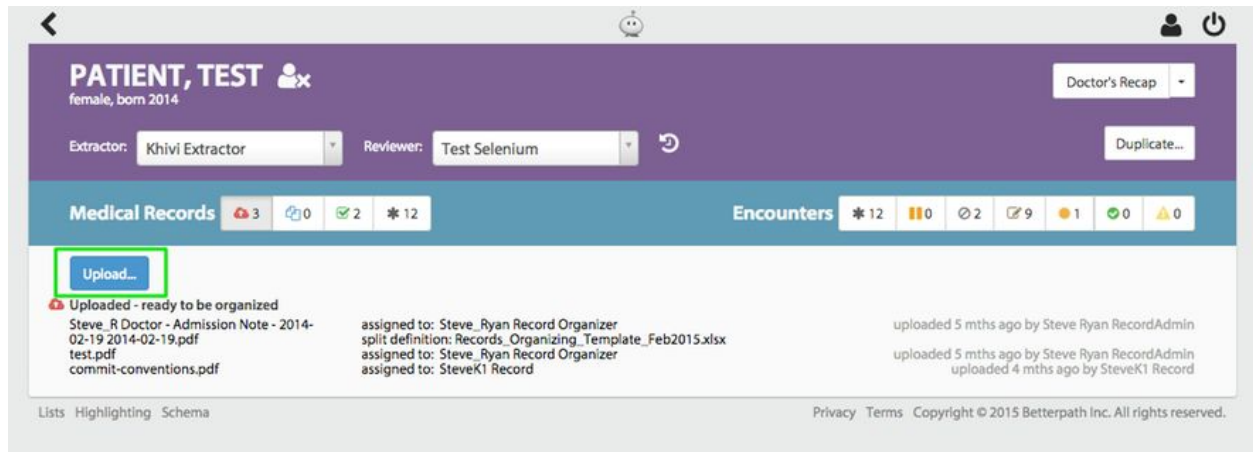 PATIENT, TEST
female, born 2014
Doctor's Recap
Extractor: Khivi Extractor Reviewer: Test Selenium
Duplicate...
Medical Records 3 0 2 12 Encounters 12 0 2 9 1 0 0
Upload...
Uploaded - ready to be organized
Steve_R Doctor - Admission Note - 2014- assigned to: Steve_Ryan Record Organizer uploaded 5 mths ago by Steve Ryan RecordAdmin
02-19 2014-02-19.pdf split definition: Records_Organizing_Template_Feb2015.xlsx
test.pdf assigned to: Steve_Ryan Record Organizer uploaded 5 mths ago by Steve Ryan RecordAdmin
commit-conventions.pdf assigned to: SteveK1 Record uploaded 4 mths ago by SteveK1 Record
Lists Highlighting Schema Privacy Terms Copyright © 2015 Betterpath Inc. All rights reserved.